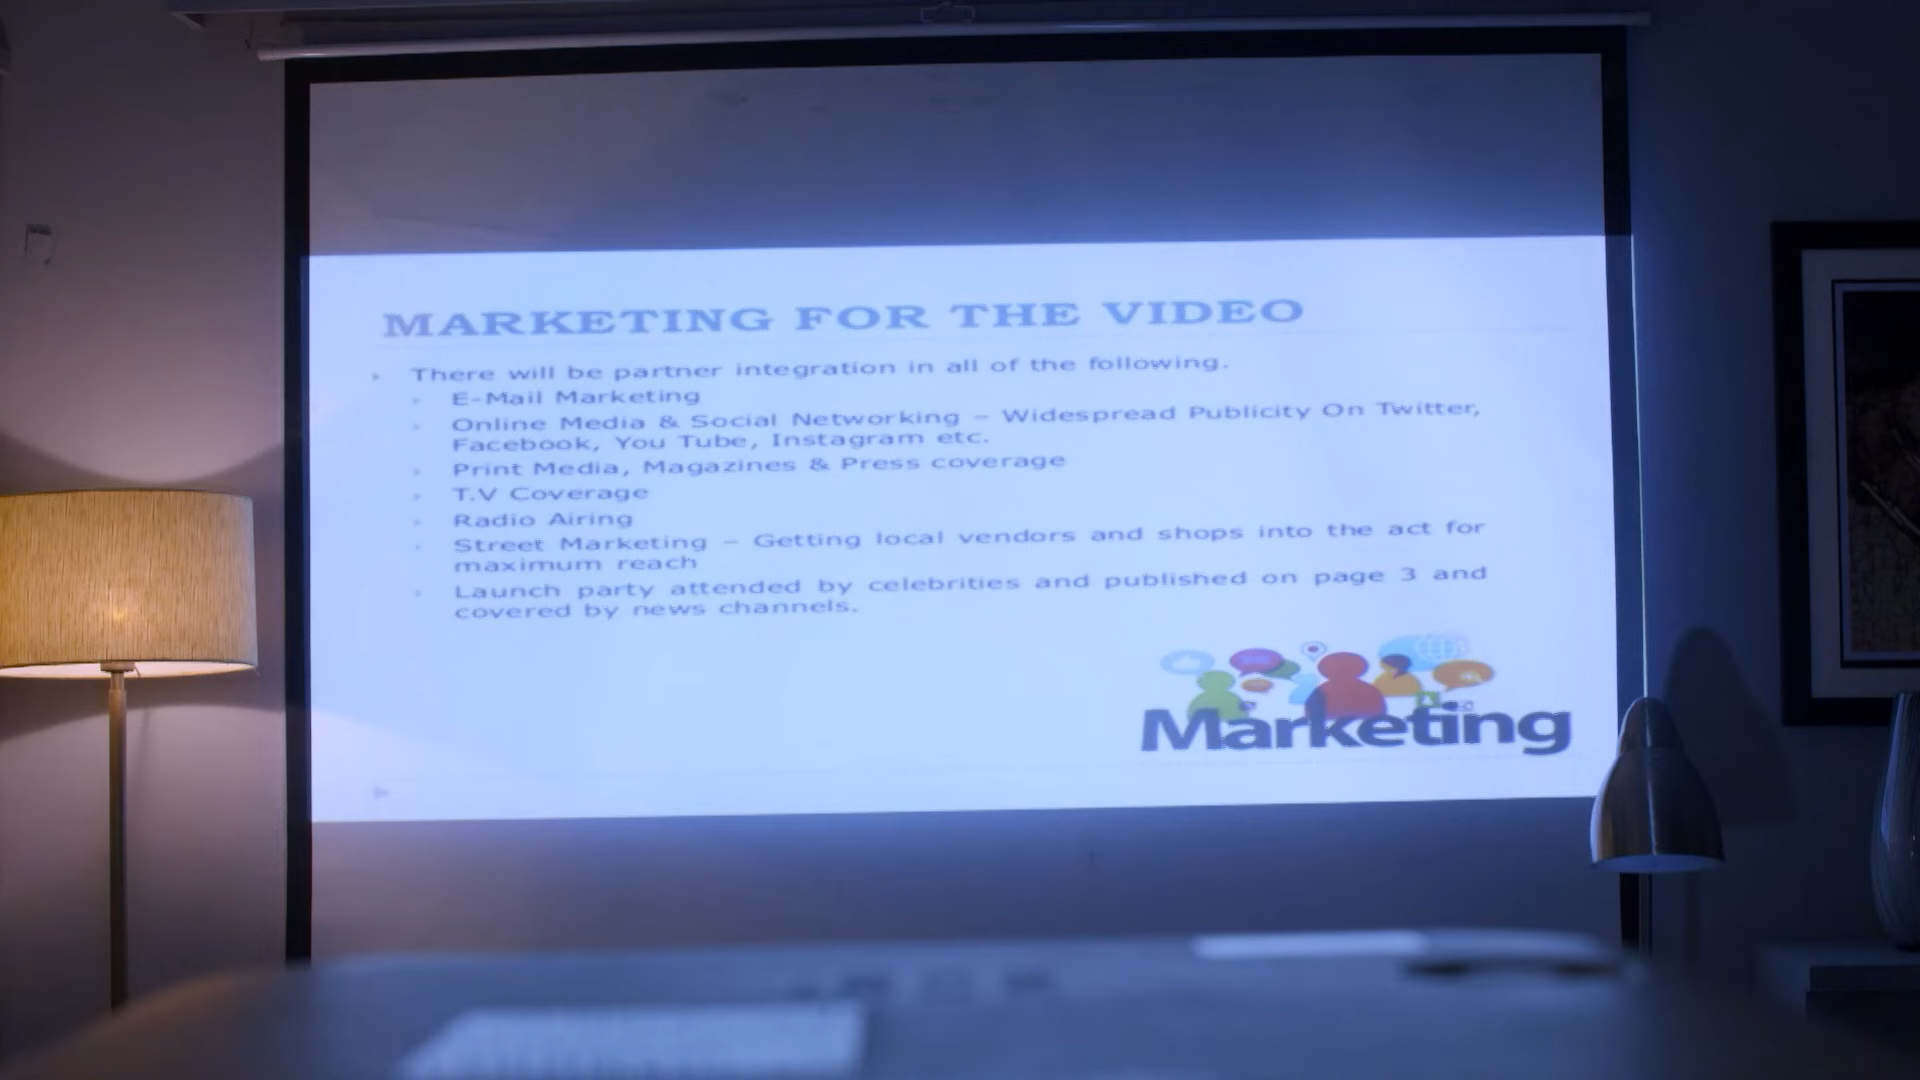 MARKETING FOR THE VIDEO
There will be partner integration in all of the following.
E-Mail Marketing
Online Media & Social Networking – Widespread Publicity On Twitter,
Facebook, You Tube, Instagram etc.
Print Media, Magazines & Press coverage
T.V Coverage
Radio Airing
Street Marketing – Getting local vendors and shops into the act for
maximum reach
Launch party attended by celebrities and published on page 3 and
covered by news channels.
Marketing